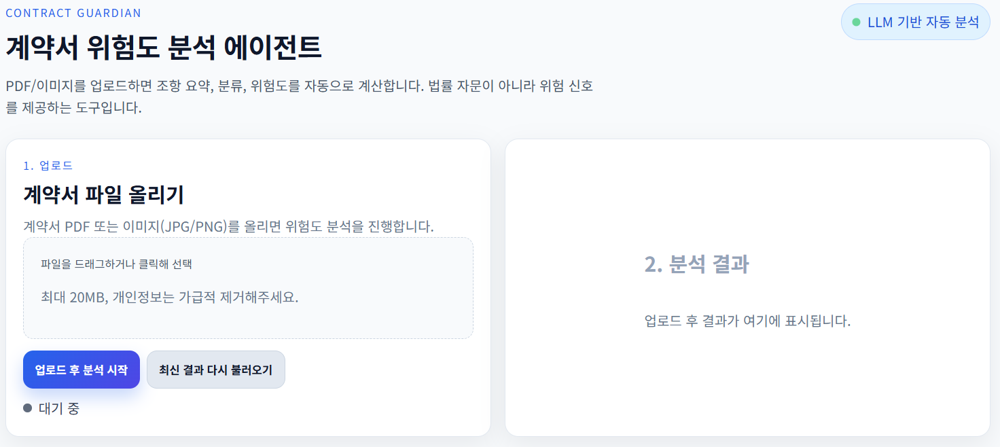 CONTRACT GUARDIAN
LLM 기반 자동 분석
계약서 위험도 분석 에이전트
PDF/이미지를 업로드하면 조항 요약, 분류, 위험도를 자동으로 계산합니다. 법률 자문이 아니라 위험 신호
를 제공하는 도구입니다.
1. 업로드
계약서 파일 올리기
계약서 PDF 또는 이미지(JPG/PNG)를 올리면 위험도 분석을 진행합니다.
파일을 드래그하거나 클릭해 선택
최대 20MB, 개인정보는 가급적 제거해주세요.
업로드 후 분석 시작
최신 결과 다시 불러오기
대기 중
2. 분석 결과
업로드 후 결과가 여기에 표시됩니다.